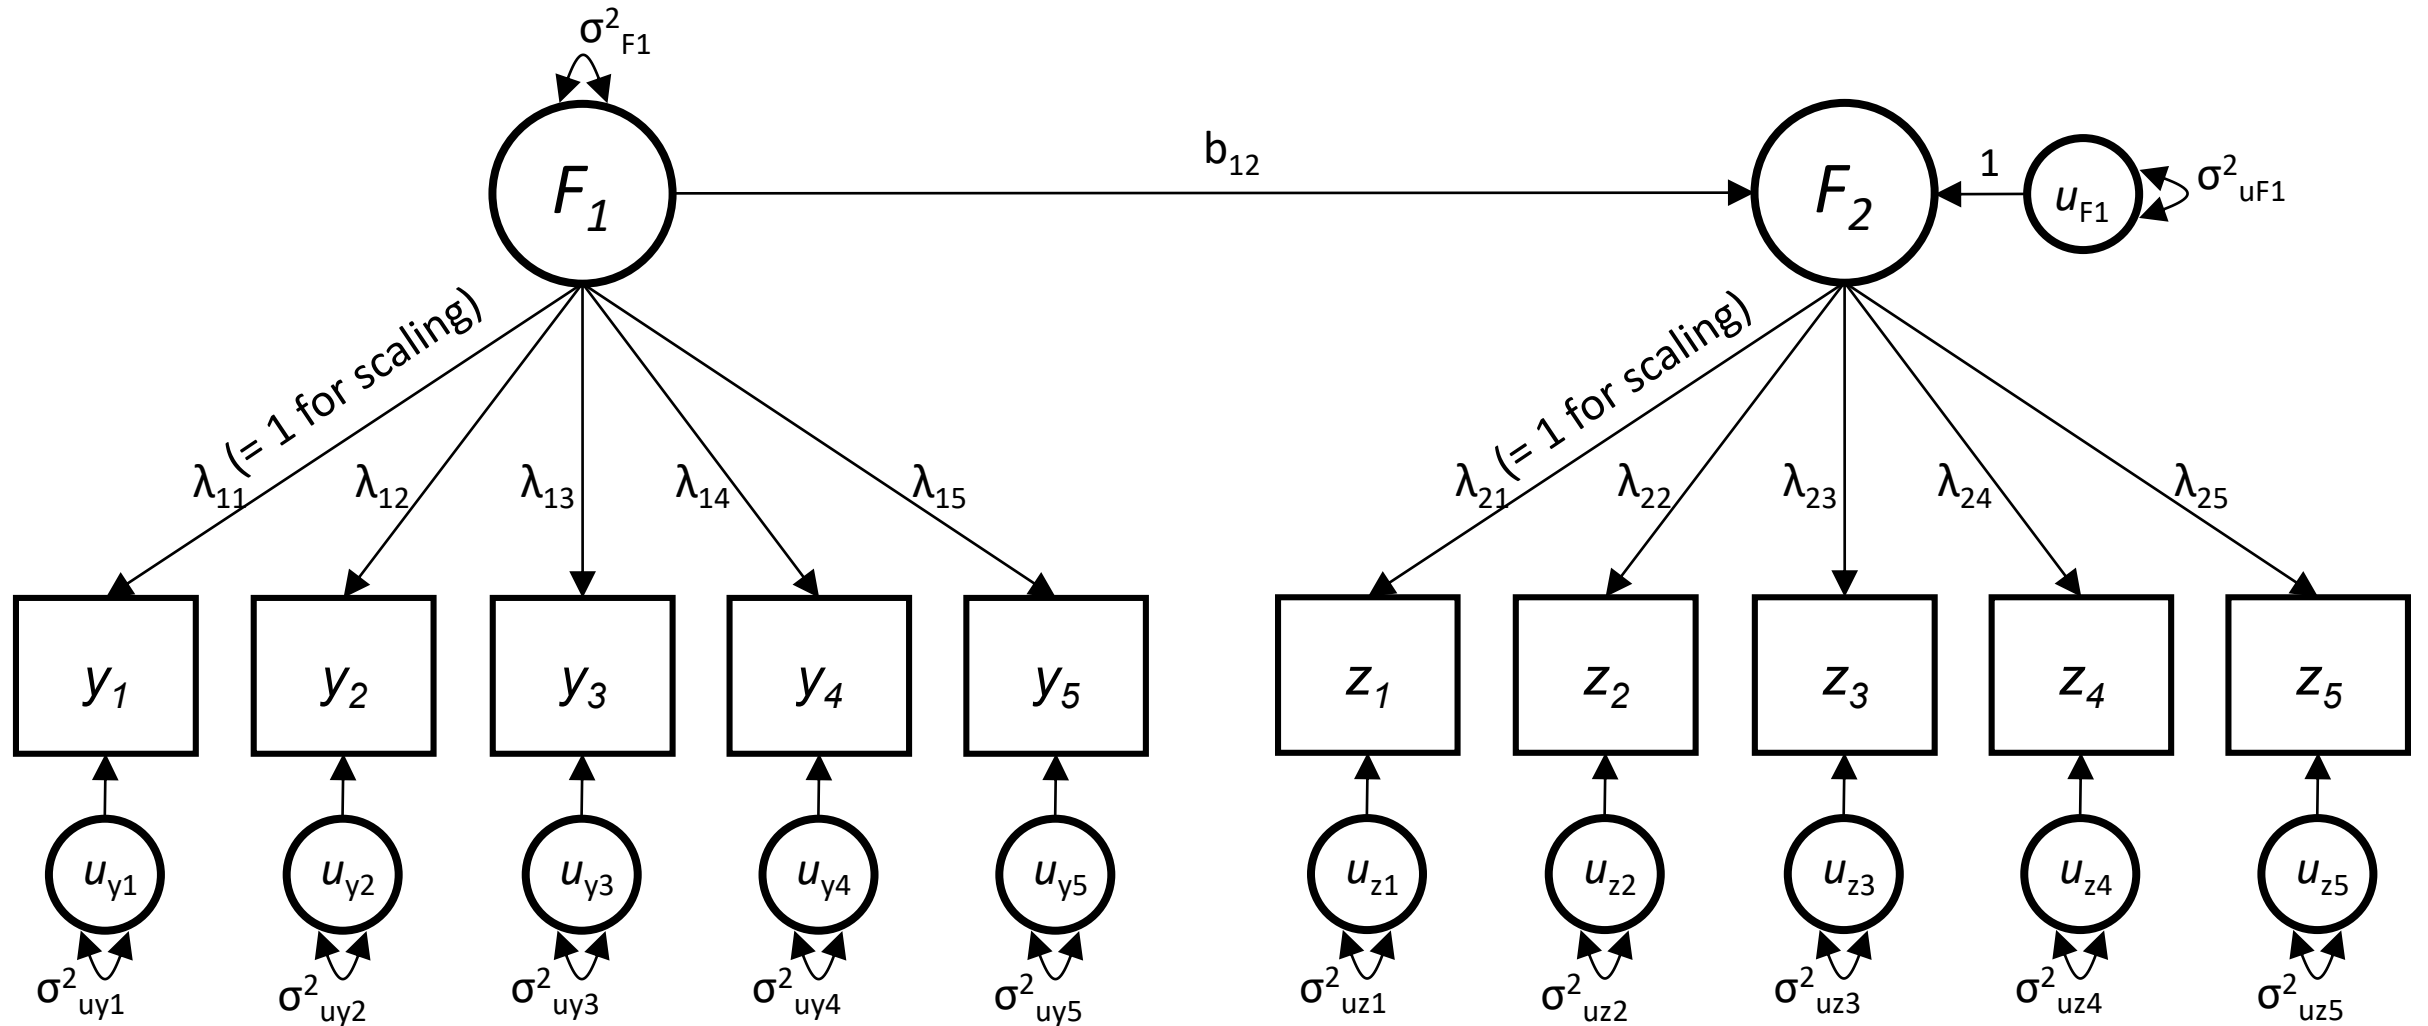 σ²F1
F1
b12
F2
1
uF1
σ²uF1
λ11 (= 1 for scaling)
λ12
λ13
λ14
λ15
λ21 (= 1 for scaling)
λ22
λ23
λ24
λ25
y1
y2
y3
y4
y5
z1
z2
z3
z4
z5
uy1
uy2
uy3
uy4
uy5
uz1
uz2
uz3
uz4
uz5
σ²uy1
σ²uy2
σ²uy3
σ²uy4
σ²uy5
σ²uz1
σ²uz2
σ²uz3
σ²uz4
σ²uz5